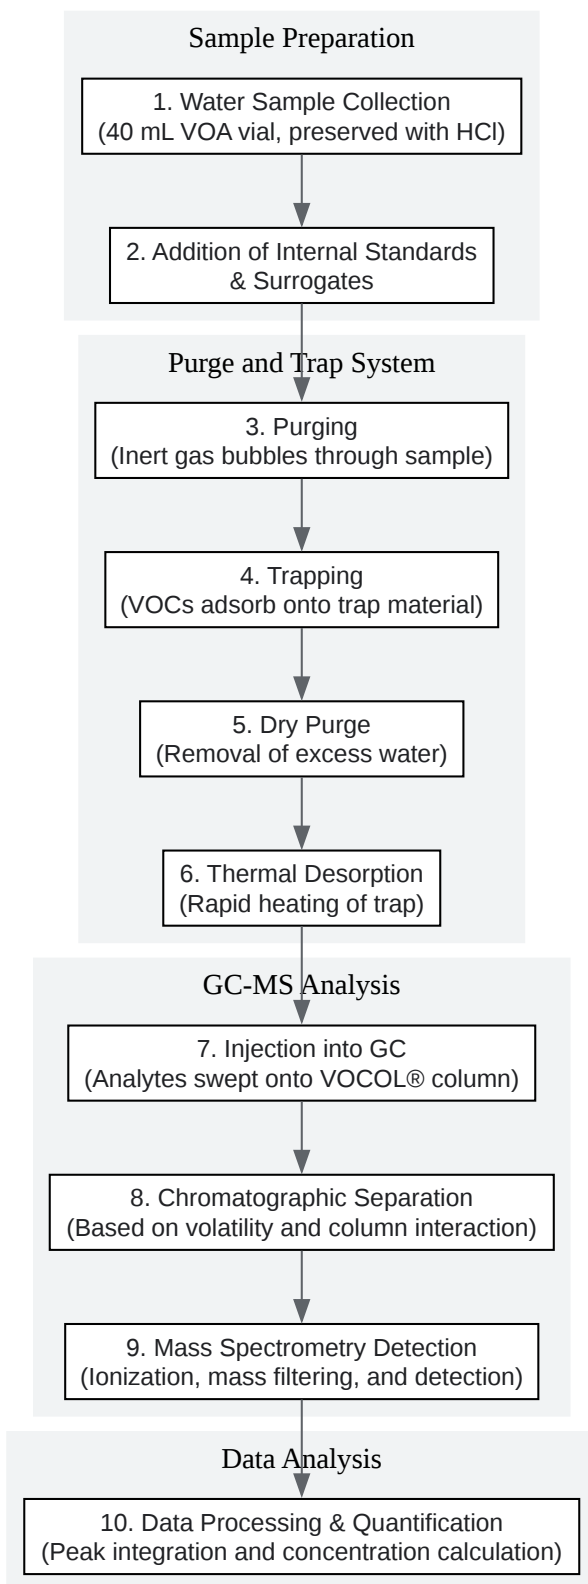 Sample Preparation
1. Water Sample Collection
(40 mL VOA vial, preserved with HCl)
2. Addition of Internal Standards
& Surrogates
Purge and Trap System
3. Purging
(Inert gas bubbles through sample)
4. Trapping
(VOCs adsorb onto trap material)
5. Dry Purge
(Removal of excess water)
6. Thermal Desorption
(Rapid heating of trap)
GC-MS Analysis
7. Injection into GC
(Analytes swept onto VOCOL® column)
8. Chromatographic Separation
(Based on volatility and column interaction)
9. Mass Spectrometry Detection
(Ionization, mass filtering, and detection)
Data Analysis
10. Data Processing & Quantification
(Peak integration and concentration calculation)